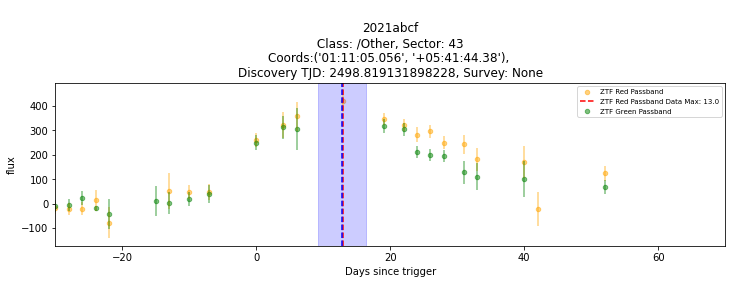 2021abcf
Class: /Other, Sector: 43
Coords:('01:11:05.056', '+05:41:44.38'),
Discovery TJD: 2498.819131898228, Survey: None
ZTF Red Passband
ZTF Red Passband Data Max: 13.0
ZTF Green Passband
flux
400
300
200
100
0
−100
−20
0
20
40
60
Days since trigger